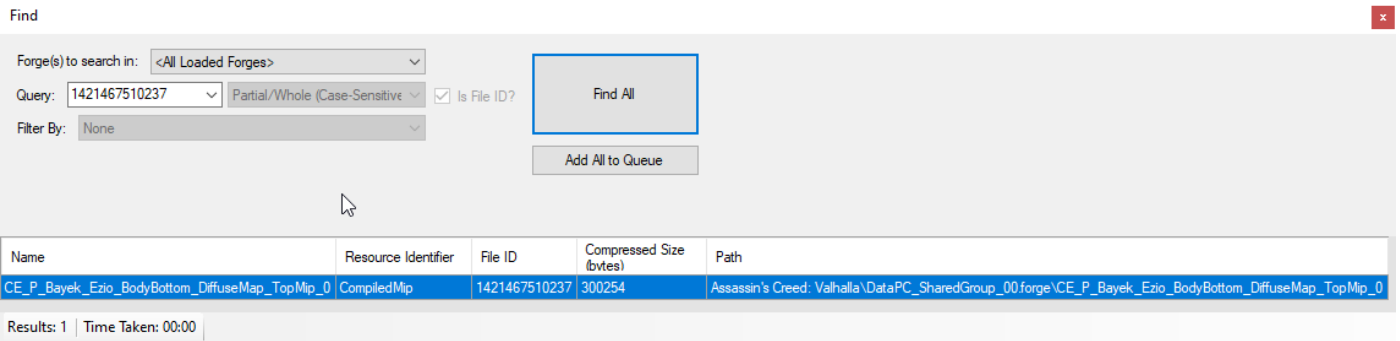 Find
x
Forge(s) to search in: <All Loaded Forges>
Query: 1421467510237 Partial/Whole (Case-Sensitive Is File ID? Find All
Filter By: None
Add All to Queue
Name Resource Identifier File ID Compressed Size (bytes) Path
CE_P_Bayek_Ezio_BodyBottom_DiffuseMap_TopMip_0 CompiledMip 1421467510237 300254 Assassin's Creed: Valhalla\DataPC_SharedGroup_00.forge\CE_P_Bayek_Ezio_BodyBottom_DiffuseMap_TopMip_0
Results: 1 Time Taken: 00:00